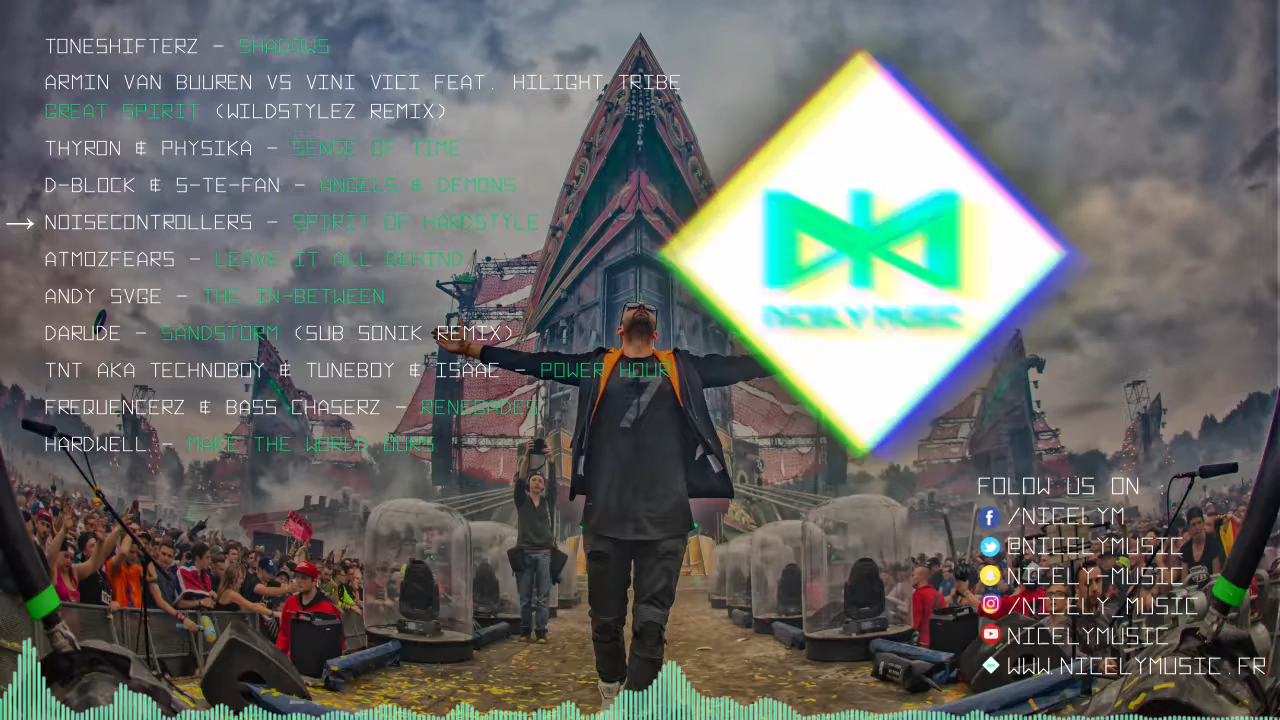 TONESHIFTERZ - SHADOWS
ARMIN VAN BUUREN VS VINI VICI FEAT. HILIGHT TRIBE
GREAT SPIRIT (WILDSTYLEZ REMIX)
THYRON & PHYSIKA - SENSE OF TIME
D-BLOCK & S-TE-FAN - ANGELS & DEMONS
→ NOISECONTROLLERS - SPIRIT OF HARDSTYLE
ATMOZFEARS - LEAVE IT ALL BEHIND
ANDY SVGE - THE IN-BETWEEN
DARUDE - SANDSTORM (SUB SONIK REMIX)
TNT AKA TECHNOBOY & TUNEBOY & ISAAC - POWER HOUR
FREQUENCERZ & BASS CHASERZ - RENEGADES
HARDWELL - MAKE THE WORLD OURS
NICELY MUSIC
FOLOW US ON :
/NICELYM
@NICELYMUSIC
NICELY-MUSIC
/NICELY_MUSIC
NICELYMUSIC
WWW.NICELYMUSIC.FR